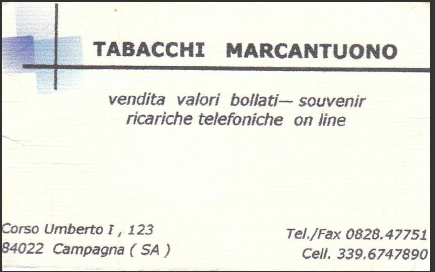 TABACCHI MARCANTUONO
vendita valori bollati— souvenir
ricariche telefoniche on line
Corso Umberto I , 123
84022 Campagna ( SA )
Tel./Fax 0828.47751
Cell. 339.6747890